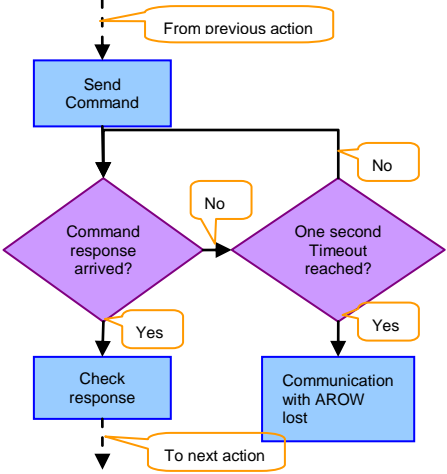 From previous action
Send
Command
No
No
Command
response
arrived?
One second
Timeout
reached?
Yes
Yes
Check
response
Communication
with AROW
lost
To next action